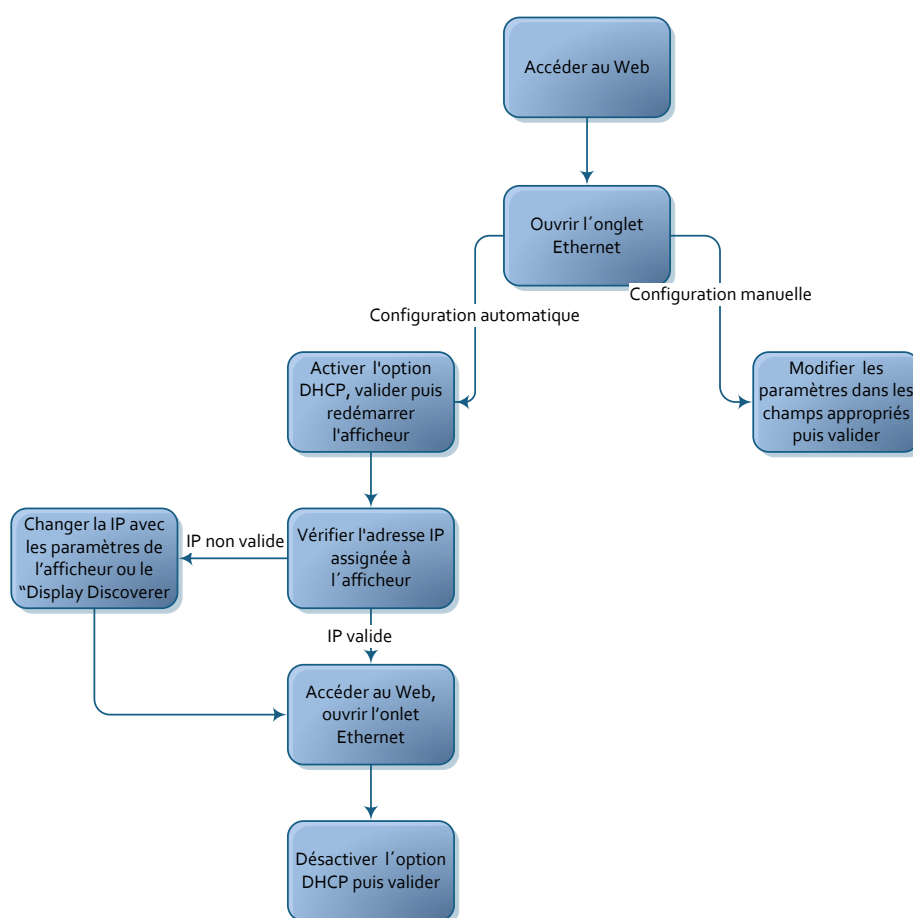 Accéder au Web
Ouvrir l´onglet
Ethernet
Configuration manuelle
Configuration automatique
Activer l'option
DHCP, valider puis
redémarrer
l'afficheur
Modifier les
paramètres dans les
champs appropriés
puis valider
Changer la IP avec
les paramètres de
l’afficheur ou le
“Display Discoverer
IP non valide
Vérifier l'adresse IP
assignée à
l´afficheur
IP valide
Accéder au Web,
ouvrir l’onlet
Ethernet
Désactiver l´option
DHCP puis valider